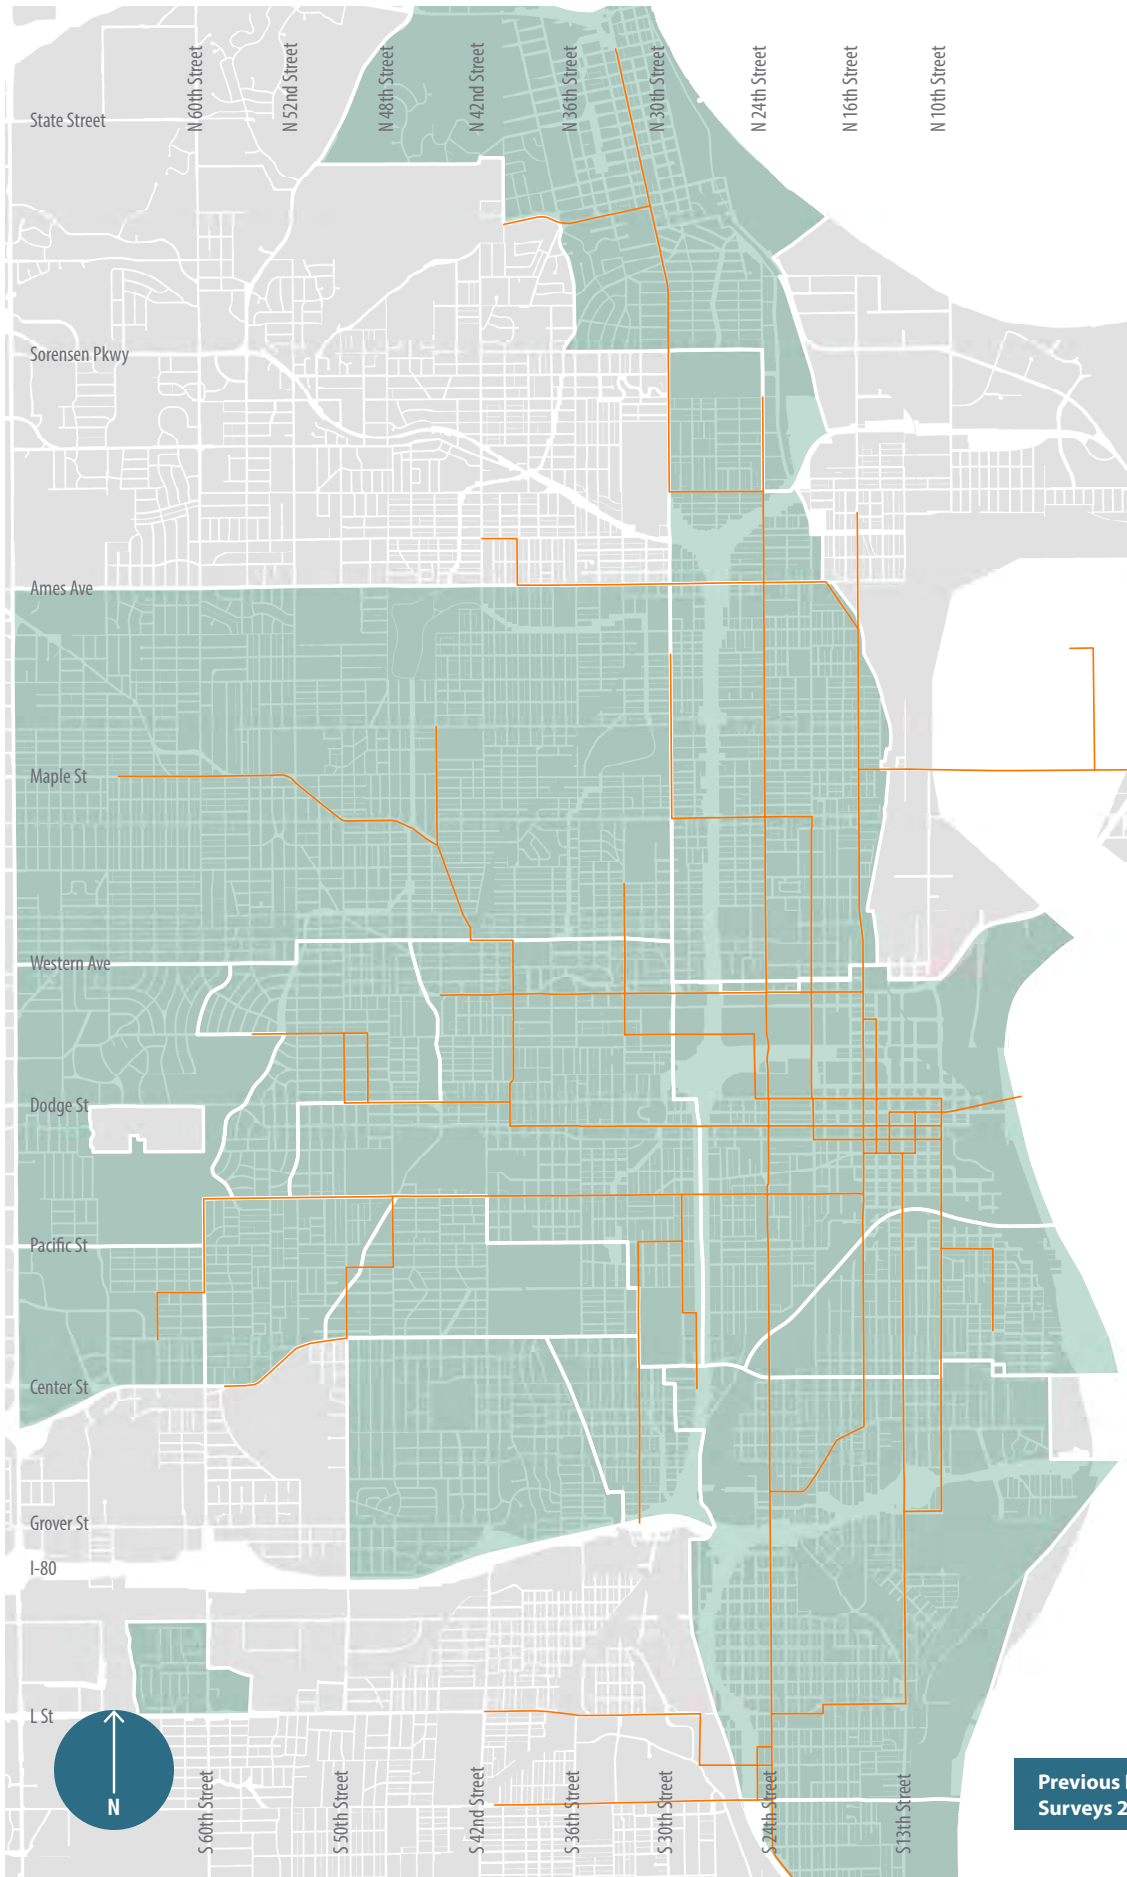 N 60th Street
N 52nd Street
N 48th Street
N 42nd Street
N 36th Street
N 30th Street
N 24th Street
N 16th Street
N 10th Street
State Street
Sorensen Pkwy
Ames Ave
Maple St
Western Ave
Dodge St
Pacific St
Center St
Grover St
I-80
L St
N
S 60th Street
S 50th Street
S 42nd Street
S 36th Street
S 30th Street
S 24th Street
S 13th Street
Previous
Surveys 2